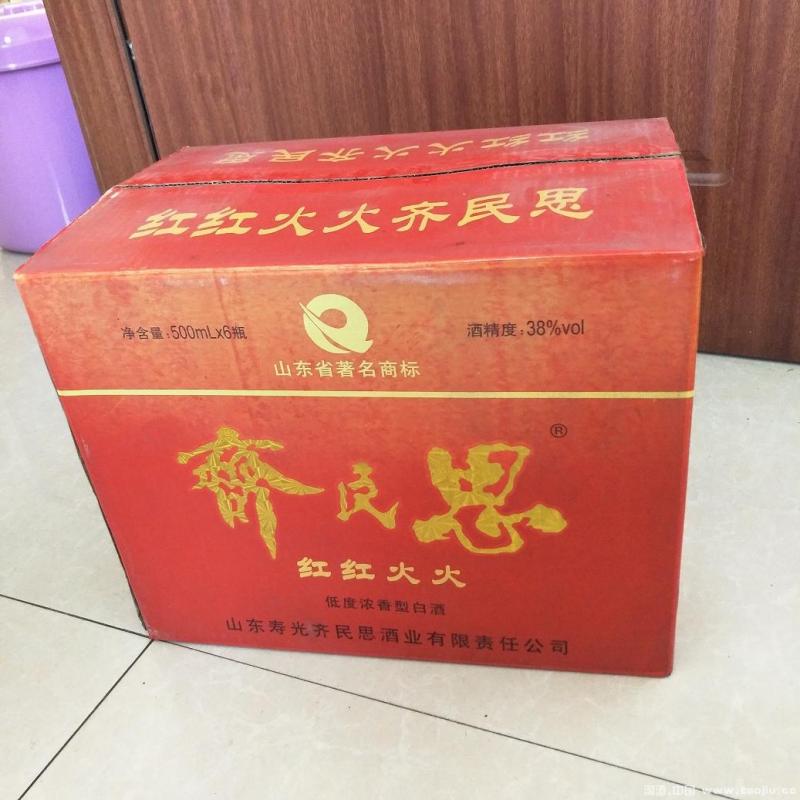 红红火火齐民思
红红火火齐民思
净含量:500mLx6瓶
酒精度:38%vol
山东省著名商标
齊民思®
红红火火
低度浓香型白酒
山东寿光齐民思酒业有限责任公司